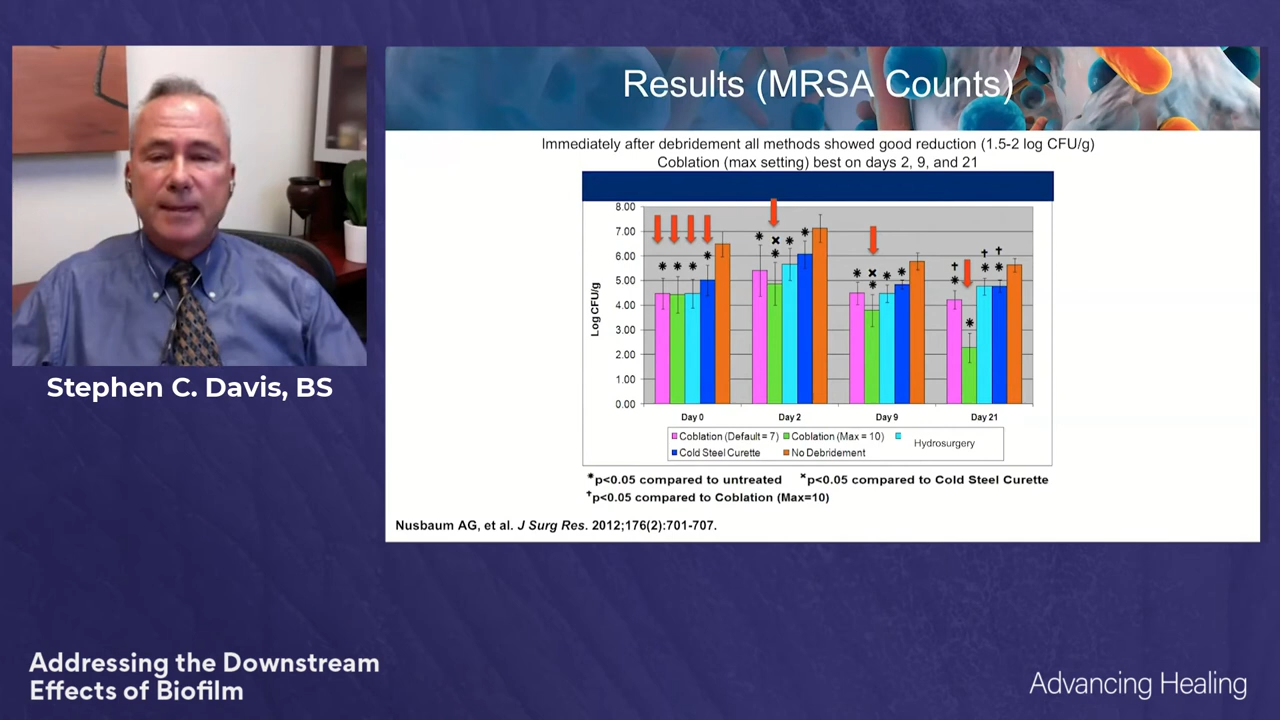 Results (MRSA Counts)
Immediately after debridement all methods showed good reduction (1.5-2 log CFU/g)
Coblation (max setting) best on days 2, 9, and 21
8.00
7.00
6.00
5.00
4.00
3.00
2.00
1.00
0.00
Log CFU/g
Day 0 Day 2 Day 9 Day 21
Coblation (Default = 7) Coblation (Max = 10) Hydrosurgery
Cold Steel Curette No Debridement
*p<0.05 compared to untreated ×p<0.05 compared to Cold Steel Curette
†p<0.05 compared to Coblation (Max=10)
Nusbaum AG, et al. J Surg Res. 2012;176(2):701-707.
Stephen C. Davis, BS
Addressing the Downstream
Effects of Biofilm
Advancing Healing